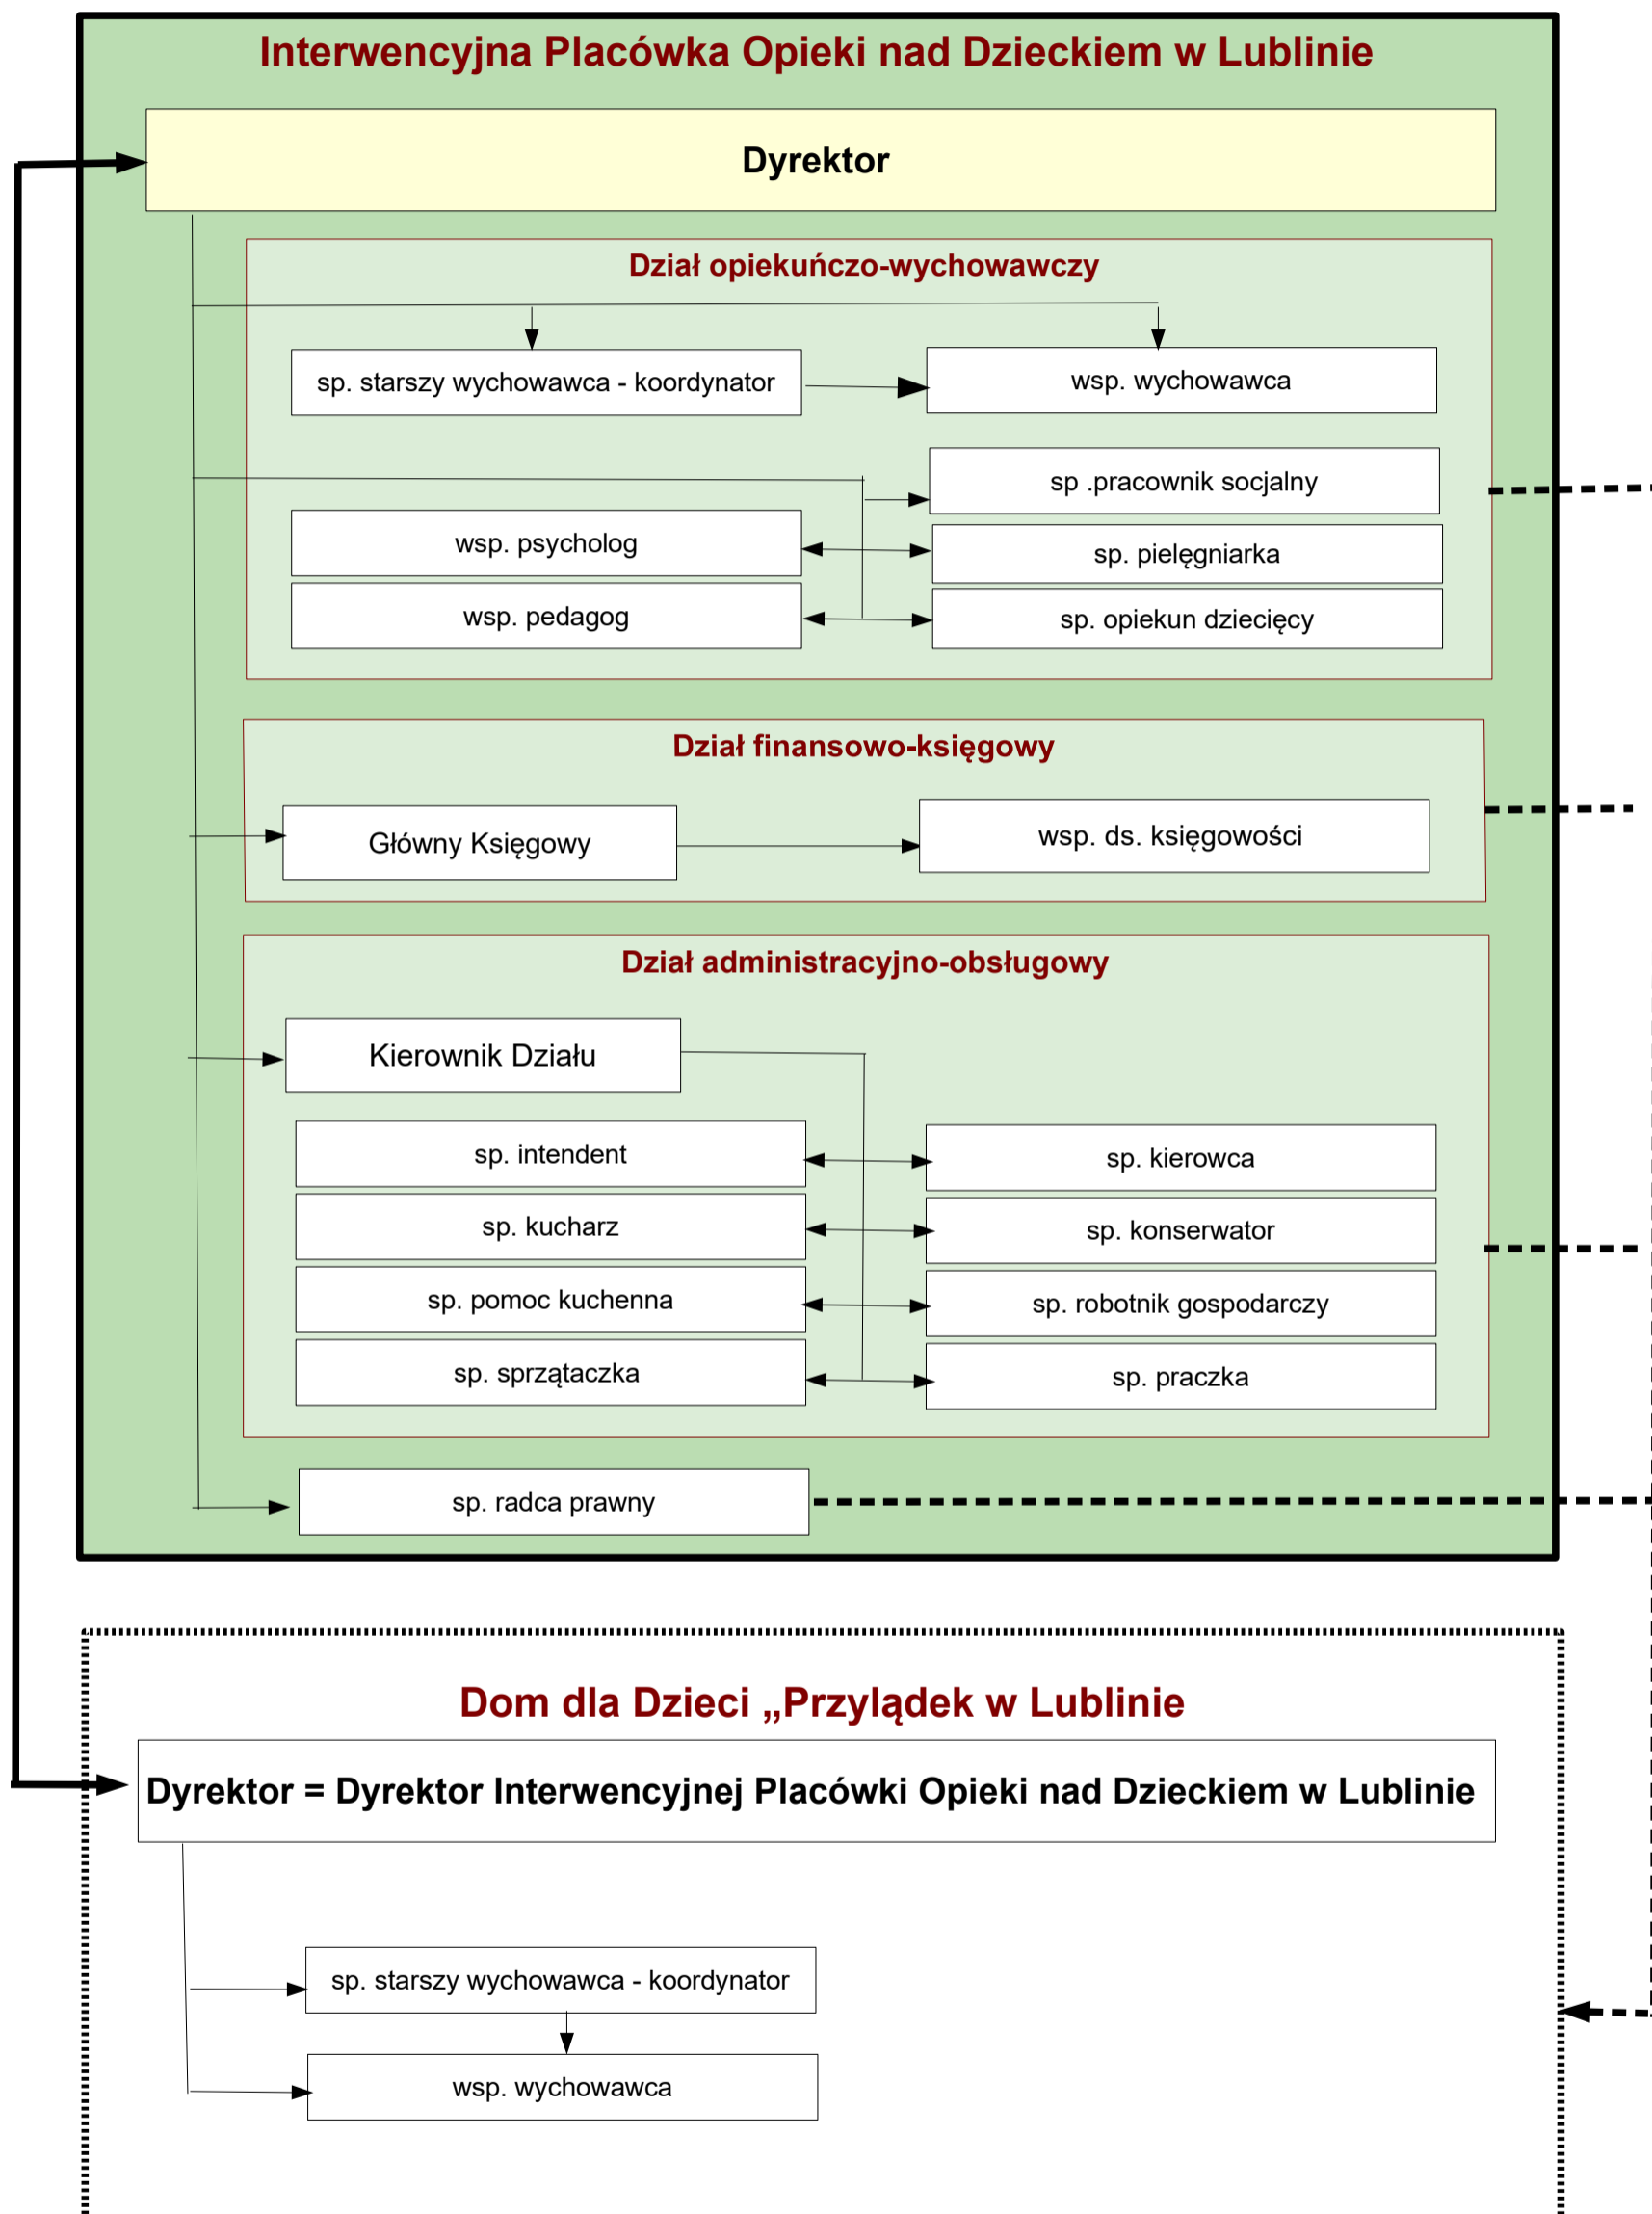 Interwencyjna Placówka Opieki nad Dzieckiem w Lublinie
Dyrektor
Dział opiekuńczo-wychowawczy
sp. starszy wychowawca - koordynator
wsp. wychowawca
sp .pracownik socjalny
wsp. psycholog
sp. pielęgniarka
wsp. pedagog
sp. opiekun dziecięcy
Dział finansowo-księgowy
Główny Księgowy
wsp. ds. księgowości
Dział administracyjno-obsługowy
Kierownik Działu
sp. intendent
sp. kierowca
sp. kucharz
sp. konserwator
sp. pomoc kuchenna
sp. robotnik gospodarczy
sp. sprzątaczka
sp. praczka
sp. radca prawny
Dom dla Dzieci „Przylądek w Lublinie
Dyrektor = Dyrektor Interwencyjnej Placówki Opieki nad Dzieckiem w Lublinie
sp. starszy wychowawca - koordynator
wsp. wychowawca